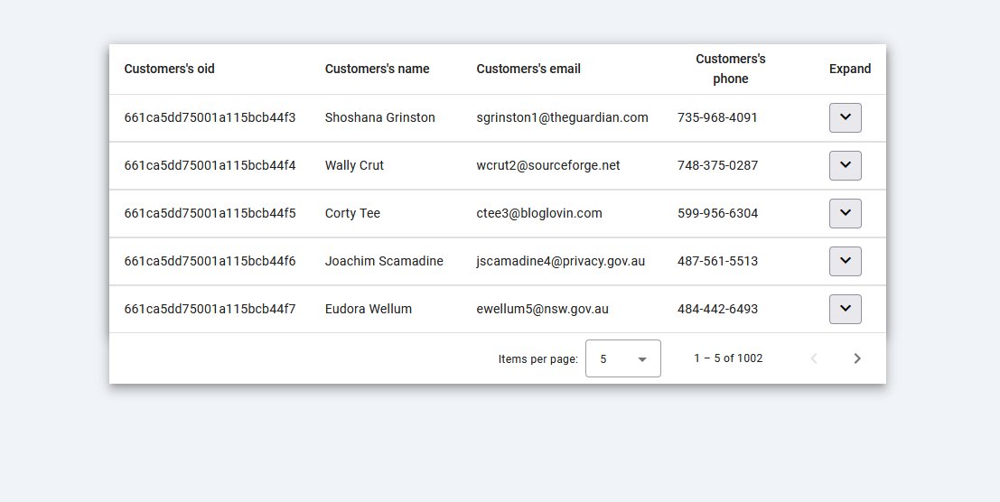 Customers's oid Customers's name Customers's email Customers's phone Expand
661ca5dd75001a115bcb44f3 Shoshana Grinston sgrinston1@theguardian.com 735-968-4091
661ca5dd75001a115bcb44f4 Wally Crut wcrut2@sourceforge.net 748-375-0287
661ca5dd75001a115bcb44f5 Corty Tee ctee3@bloglovin.com 599-956-6304
661ca5dd75001a115bcb44f6 Joachim Scamadine jscamadine4@privacy.gov.au 487-561-5513
661ca5dd75001a115bcb44f7 Eudora Wellum ewellum5@nsw.gov.au 484-442-6493
Items per page: 5 1 – 5 of 1002